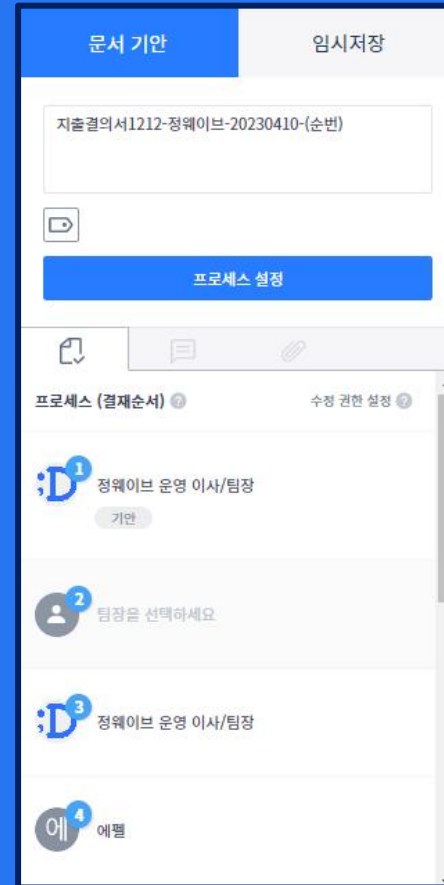 문서 기안
임시저장
지출결의서1212-정웨이브-20230410-(순번)
프로세스 설정
프로세스 (결재순서) ?
수정 권한 설정 ?
;D 1
정웨이브 운영 이사/팀장
기안
2
팀장을 선택하세요
;D 3
정웨이브 운영 이사/팀장
에 4
에펠